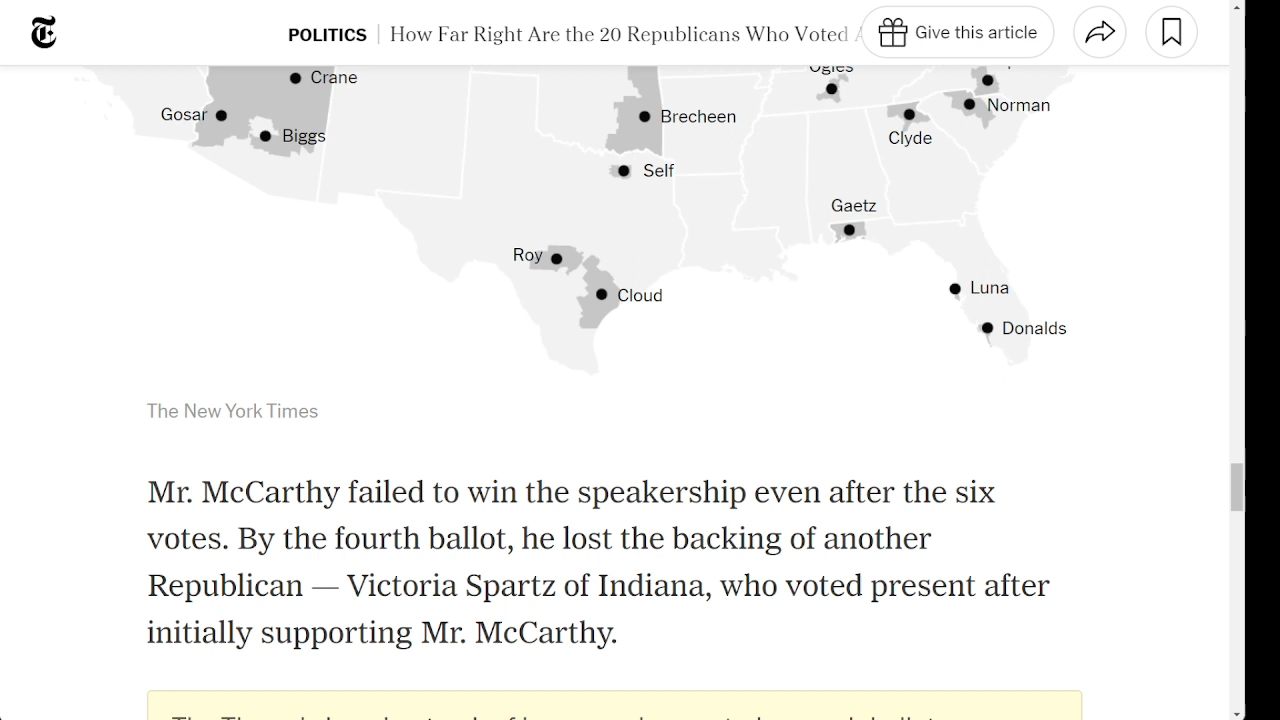 POLITICS | How Far Right Are the 20 Republicans Who Voted
Give this article
Crane
Gosar
Biggs
Brecheen
Self
Ogles
Norman
Clyde
Gaetz
Roy
Cloud
Luna
Donalds
The New York Times
Mr. McCarthy failed to win the speakership even after the six
votes. By the fourth ballot, he lost the backing of another
Republican — Victoria Spartz of Indiana, who voted present after
initially supporting Mr. McCarthy.